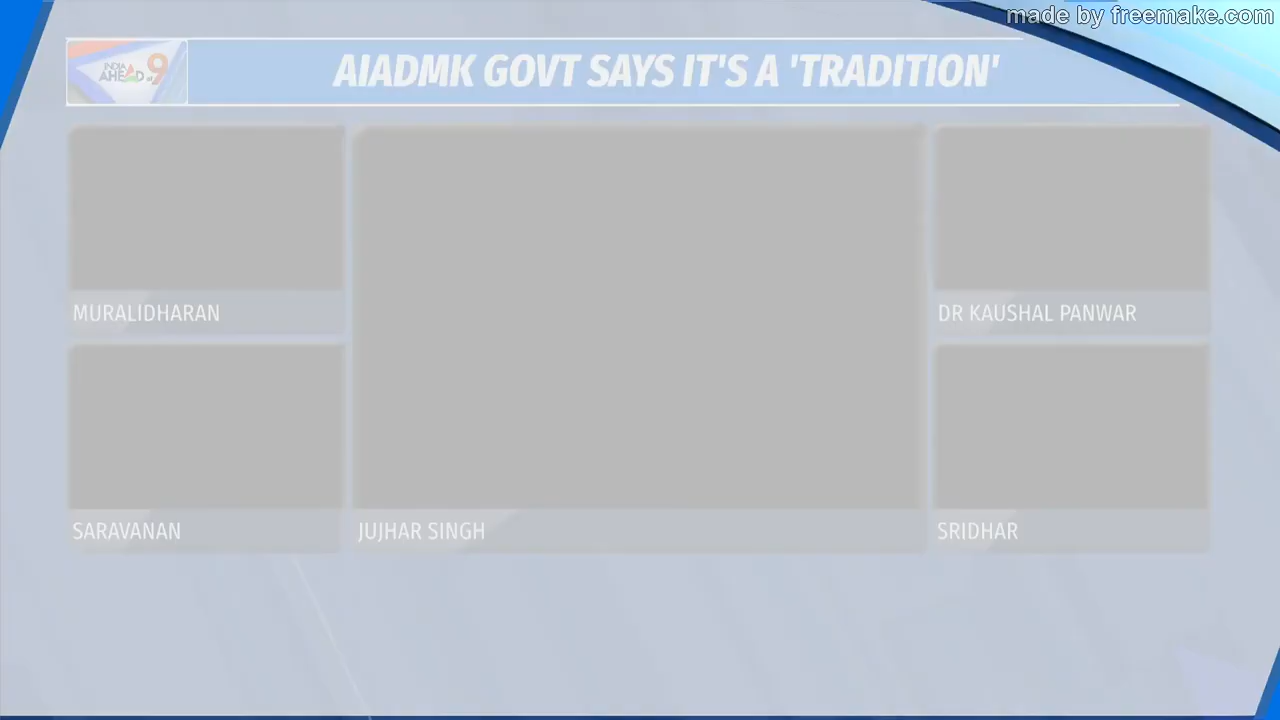 made by freemake.com
INDIA
AHEAD at 9
AIADMK GOVT SAYS IT'S A 'TRADITION'
MURALIDHARAN
DR KAUSHAL PANWAR
SARAVANAN
JUJHAR SINGH
SRIDHAR